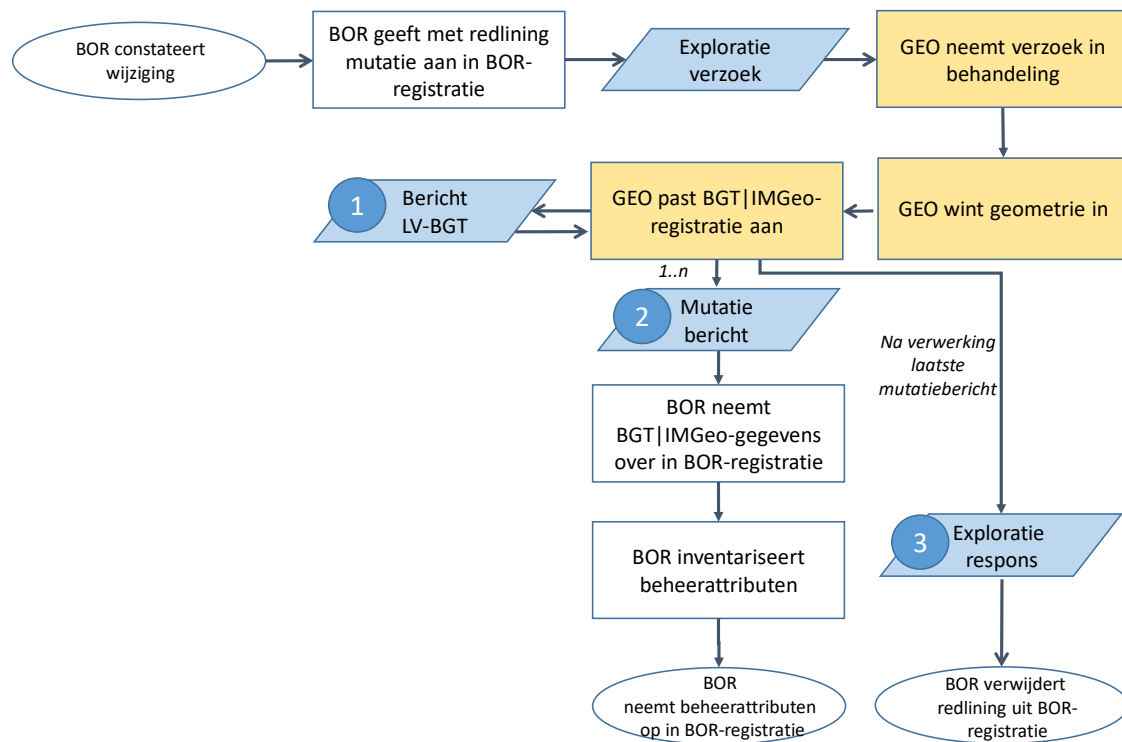 BOR constateert
wijziging
BOR geeft met redlining
mutatie aan in BOR-
registratie
Exploratie
verzoek
GEO neemt verzoek in
behandeling
1
Bericht
LV-BGT
GEO past BGT|IMGeo-
registratie aan
GEO wint geometrie in
1..n
2
Mutatie
bericht
Na verwerking
laatste
mutatiebericht
BOR neemt
BGT|IMGeo-gegevens
over in BOR-registratie
BOR inventariseert
beheerattributen
3
Exploratie
respons
BOR
neemt beheerattributen
op in BOR-registratie
BOR verwijdert
redlining uit BOR-
registratie